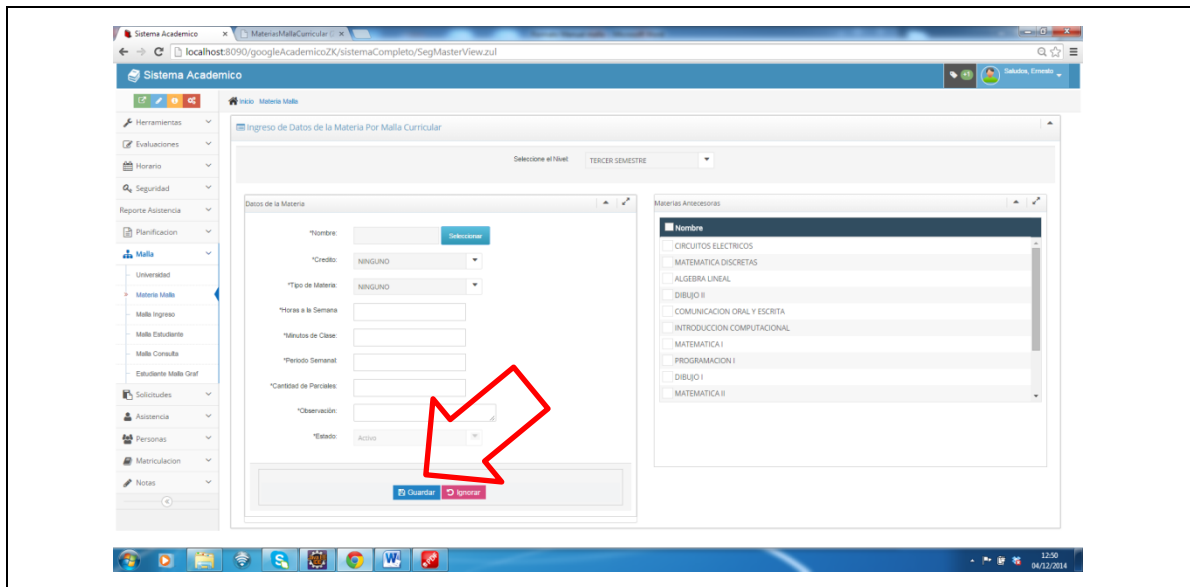 Sistema Academico
MateriasMallaCurricular
localhost:8090/googleAcademicoZK/sistemaCompleto/SegMasterView.zul
Sistema Academico
+1
Saludos, Ernesto
Inicio Materia Malla
Herramientas
Evaluaciones
Horario
Seguridad
Reporte Asistencia
Planificacion
Malla
Universidad
Materia Malla
Malla Ingreso
Malla Estudiante
Malla Consulta
Estudiante Malla Graf
Solicitudes
Asistencia
Personas
Matriculacion
Notas
Ingreso de Datos de la Materia Por Malla Curricular
Seleccione el Nivel: TERCER SEMESTRE
Datos de la Materia
*Nombre: Seleccionar
*Credito: NINGUNO
*Tipo de Materia: NINGUNO
*Horas a la Semana
*Minutos de Clase:
*Periodo Semanal:
*Cantidad de Parciales:
*Observación:
*Estado: Activo
Guardar Ignorar
Materias Antecesoras
Nombre
CIRCUITOS ELECTRICOS
MATEMATICA DISCRETAS
ALGEBRA LINEAL
DIBUJO II
COMUNICACION ORAL Y ESCRITA
INTRODUCCION COMPUTACIONAL
MATEMATICA I
PROGRAMACION I
DIBUJO I
MATEMATICA II
12:50
04/12/2014